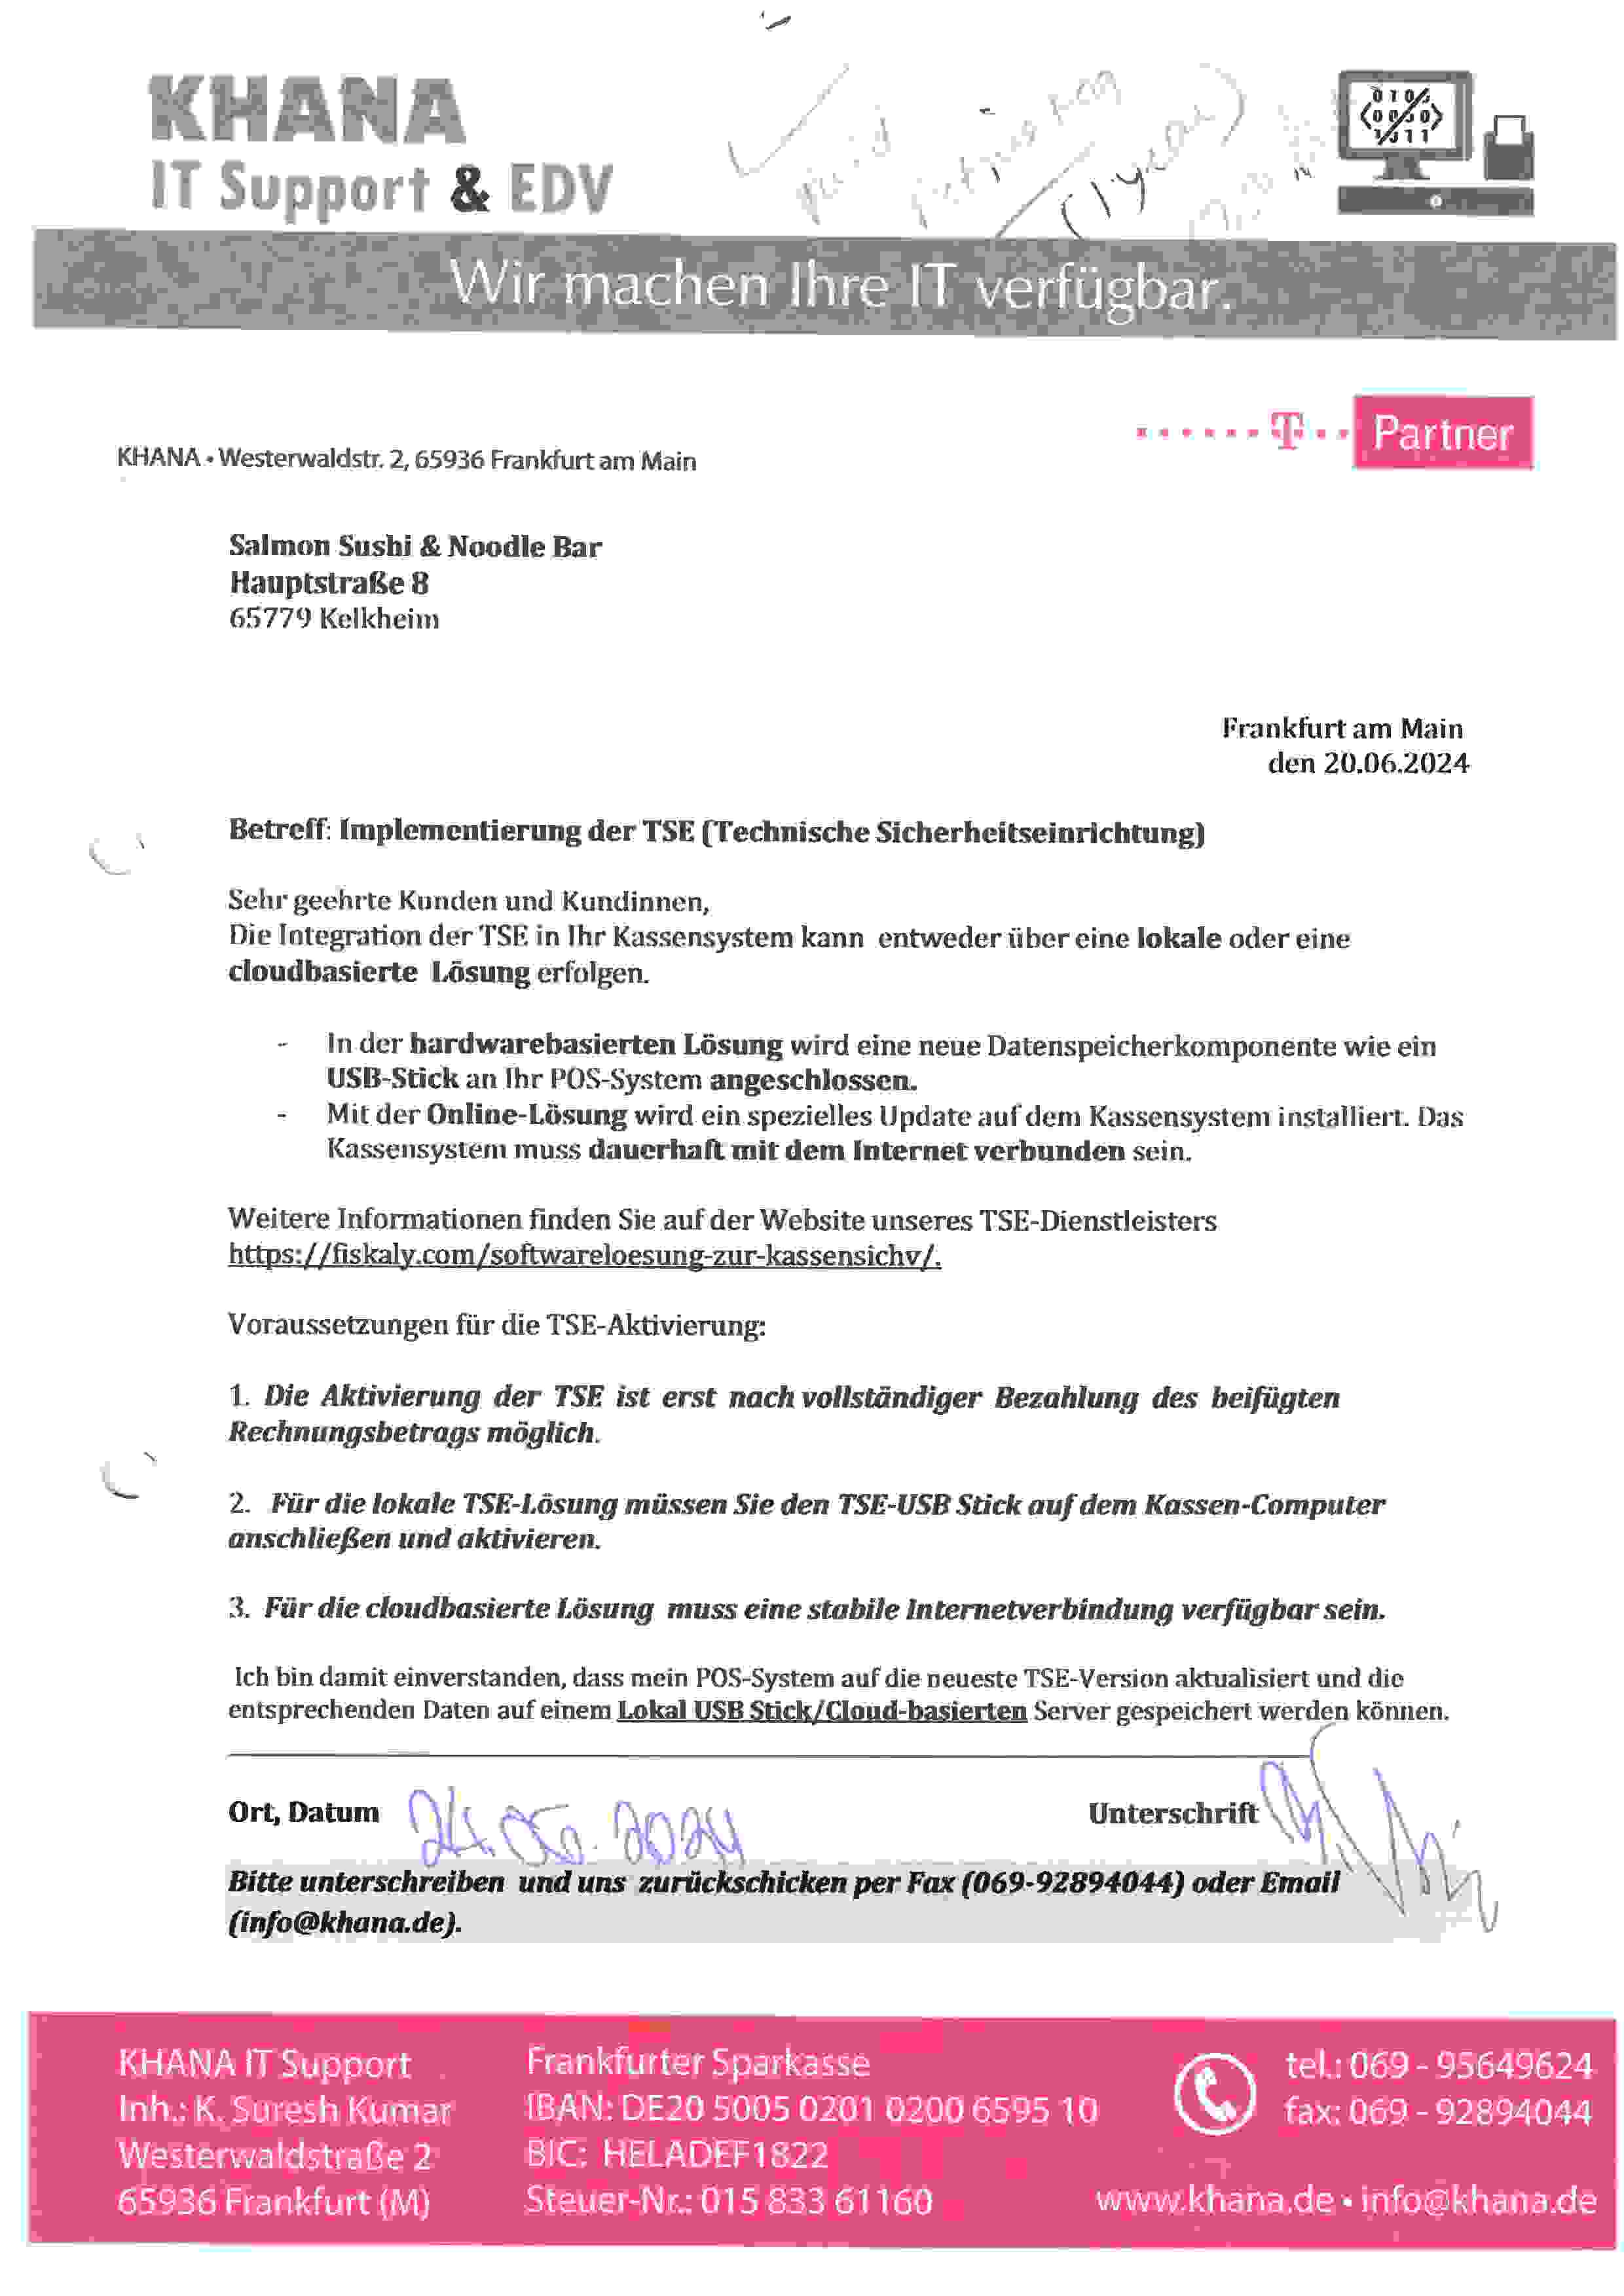 KHANA
IT Support & EDV
paid
(1 year)
Wir machen Ihre IT verfügbar.
T Partner
KHANA • Westerwaldstr. 2, 65936 Frankfurt am Main
Salmon Sushi & Noodle Bar
Hauptstraße 8
65779 Kelkheim
Frankfurt am Main
den 20.06.2024
Betreff: Implementierung der TSE (Technische Sicherheitseinrichtung)
Sehr geehrte Kunden und Kundinnen,
Die Integration der TSE in Ihr Kassensystem kann entweder über eine lokale oder eine
cloudbasierte Lösung erfolgen.
- In der hardwarebasierten Lösung wird eine neue Datenspeicherkomponente wie ein
USB-Stick an Ihr POS-System angeschlossen.
- Mit der Online-Lösung wird ein spezielles Update auf dem Kassensystem installiert. Das
Kassensystem muss dauerhaft mit dem Internet verbunden sein.
Weitere Informationen finden Sie auf der Website unseres TSE-Dienstleisters
https://fiskaly.com/softwareloesung-zur-kassensichv/.
Voraussetzungen für die TSE-Aktivierung:
1. Die Aktivierung der TSE ist erst nach vollständiger Bezahlung des beifügten
Rechnungsbetrags möglich.
2. Für die lokale TSE-Lösung müssen Sie den TSE-USB Stick auf dem Kassen-Computer
anschließen und aktivieren.
3. Für die cloudbasierte Lösung muss eine stabile Internetverbindung verfügbar sein.
Ich bin damit einverstanden, dass mein POS-System auf die neueste TSE-Version aktualisiert und die
entsprechenden Daten auf einem Lokal USB Stick/Cloud-basierten Server gespeichert werden können.
Ort, Datum 24.06.2024 Unterschrift
Bitte unterschreiben und uns zurückschicken per Fax (069-92894044) oder Email
(info@khana.de).
KHANA IT Support
Inh.: K. Suresh Kumar
Westerwaldstraße 2
65936 Frankfurt (M)
Frankfurter Sparkasse
IBAN: DE20 5005 0201 0200 6595 10
BIC: HELADEF1822
Steuer-Nr.: 015 833 61160
tel.: 069 - 95649624
fax: 069 - 92894044
www.khana.de • info@khana.de